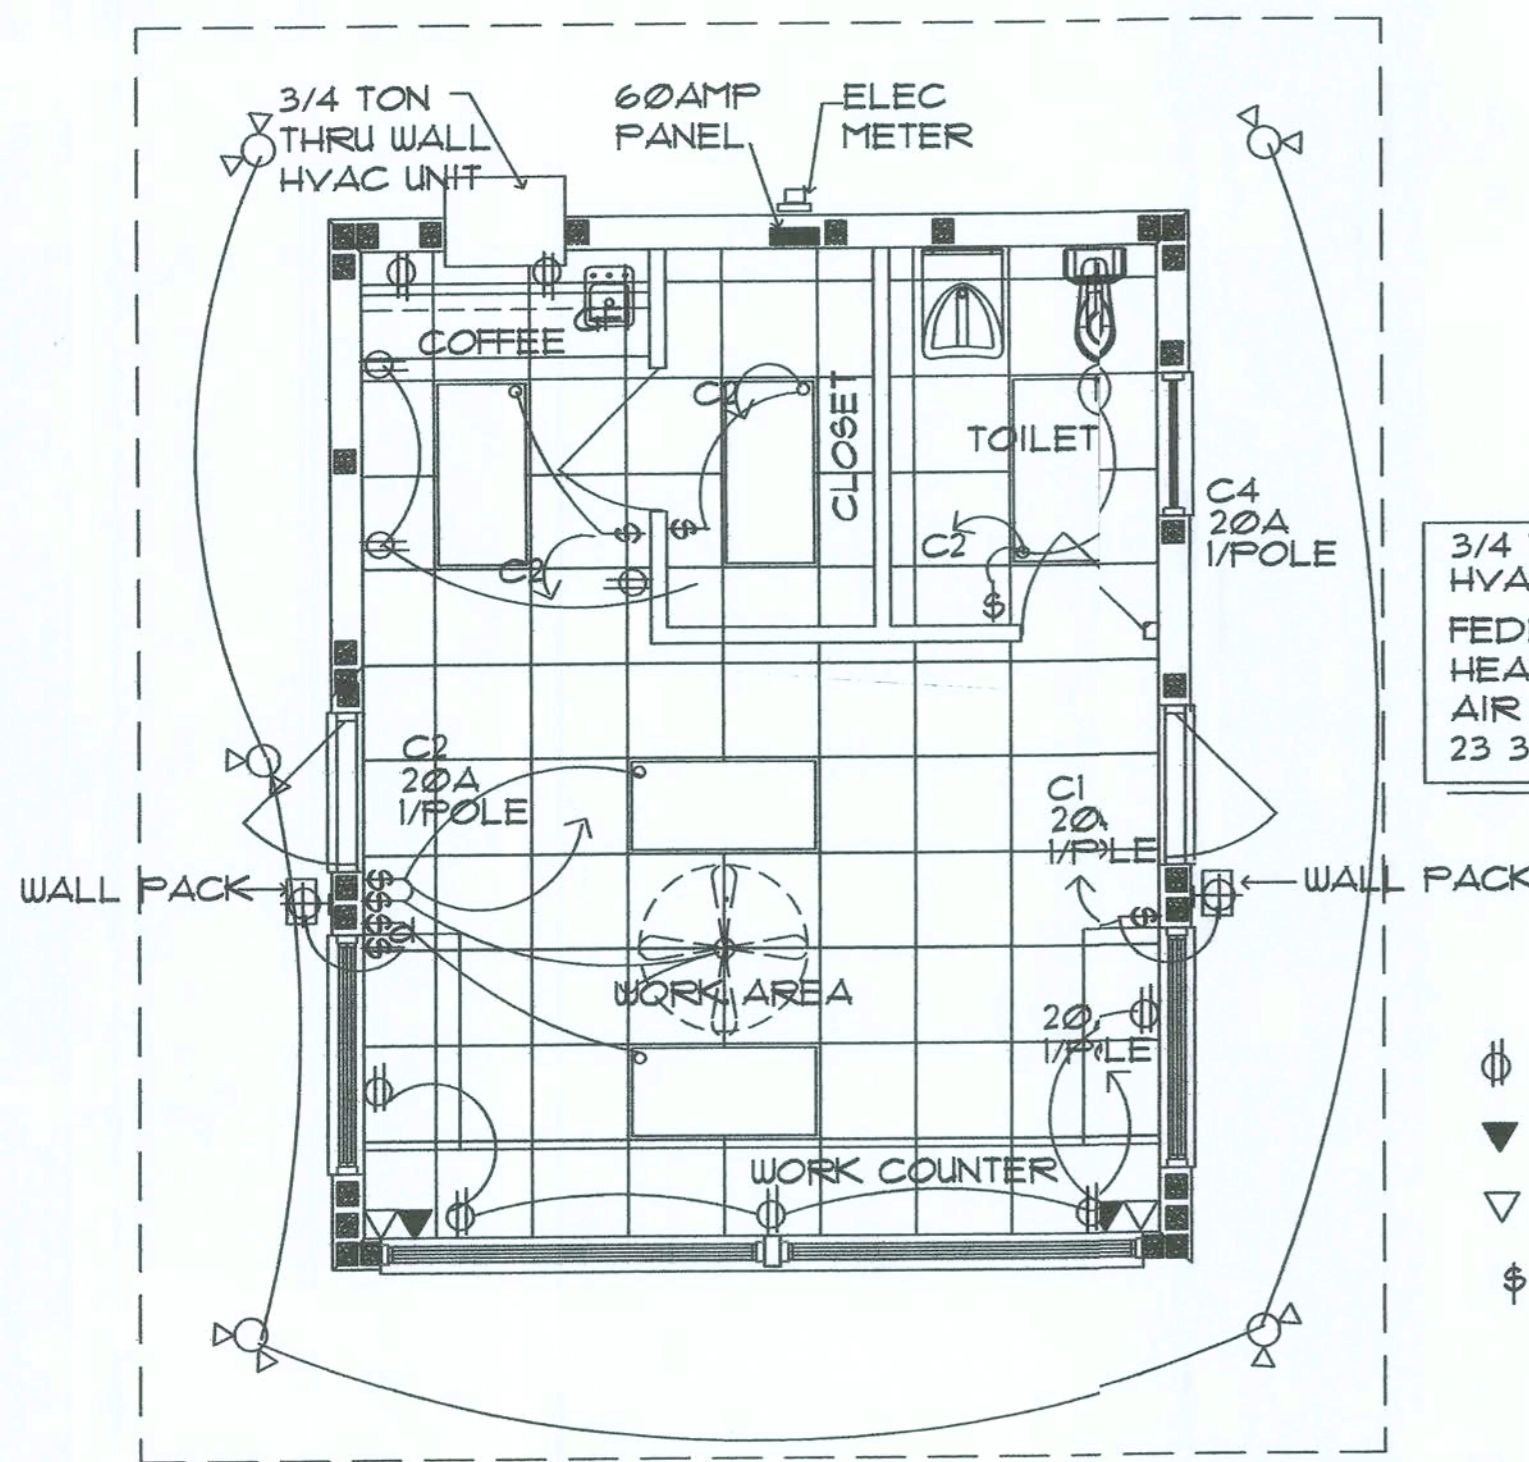 3/4 TON
THRU WALL
HVAC UNIT
60AMP
PANEL
ELEC
METER
COFFEE
C2
CLOSET
TOILET
C2
C2
$
$
$
C4
20A
1/POLE
3/4
HVA
FED
HEA
AIR
23 3
C2
20A
1/POLE
C1
20A
1/POLE
WALL PACK
WALL PACK
$
$
$
$
$
WORK AREA
20
1/POLE
WORK COUNTER
$